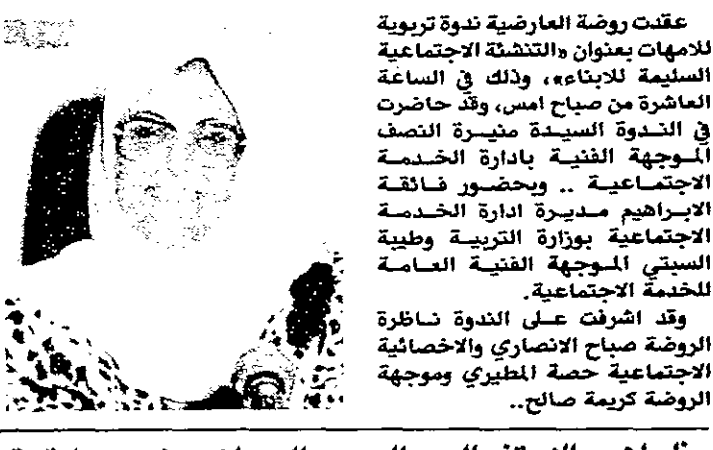 عقدت روضة العارضية ندوة تربوية
للامهات بعنوان «التنشئة الاجتماعية
السليمة للابناء»، وذلك في الساعة
العاشرة من صباح امس، وقد حاضرت
في الندوة السيدة منيرة النصف
الموجهة الفنية بادارة الخدمة
الاجتماعية .. وبحضور فائقة
الابراهيم مديرة ادارة الخدمة
الاجتماعية بوزارة التربية وطيبة
السبتي الموجهة الفنية العامة
للخدمة الاجتماعية.
وقد اشرفت على الندوة ناظرة
الروضة صباح الانصاري والاخصائية
الاجتماعية حصة المطيري وموجهة
الروضة كريمة صالح..